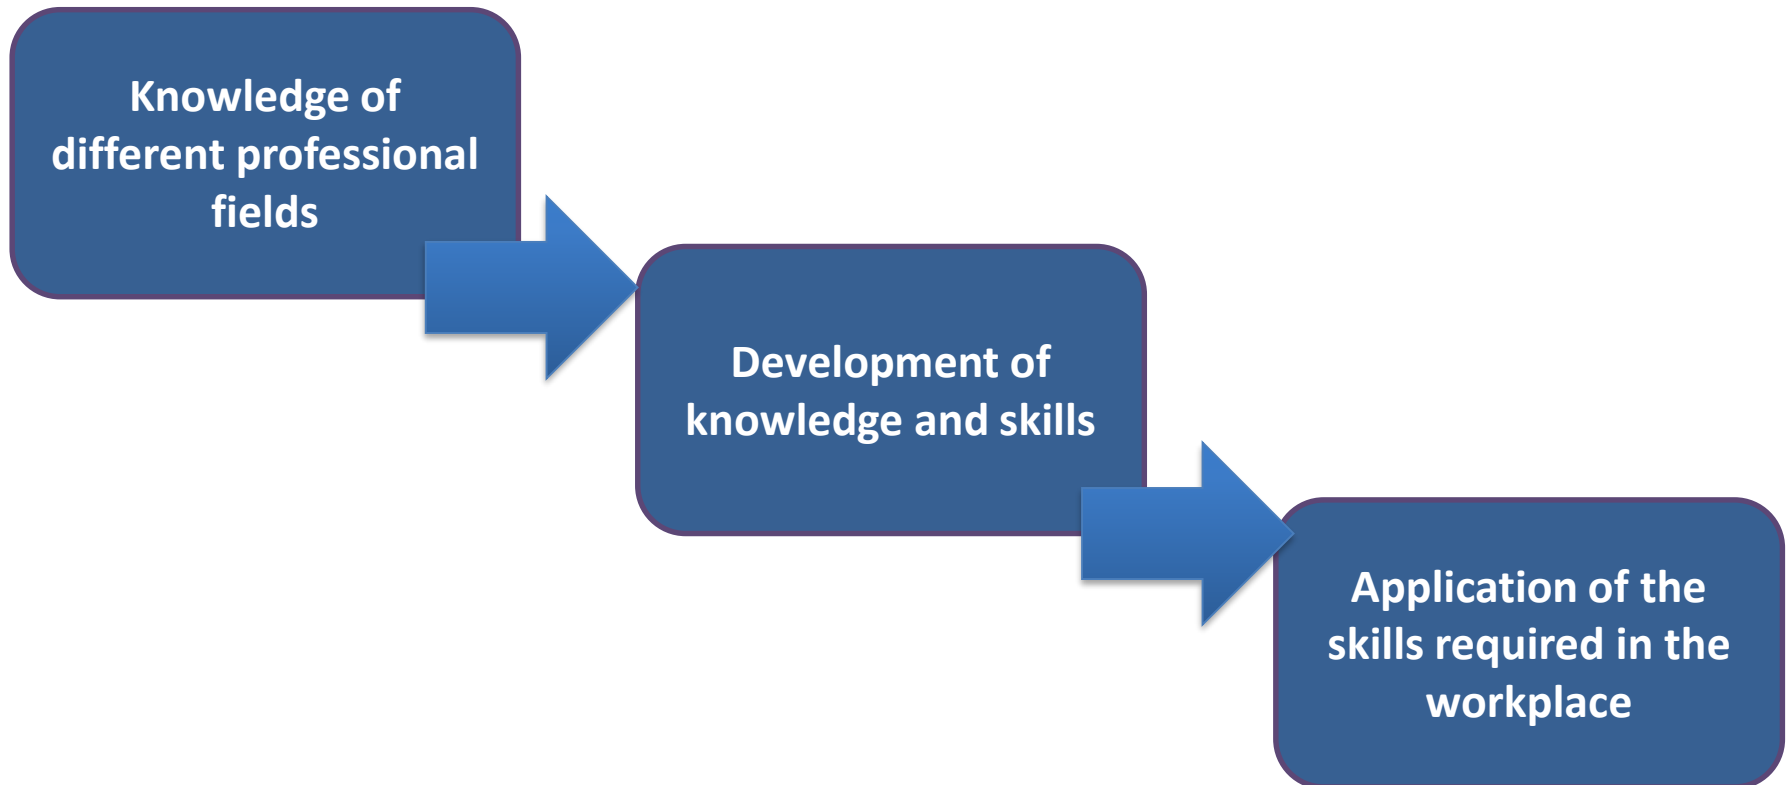 Knowledge of
different professional
fields
Development of
knowledge and skills
Application of the
skills required in the
workplace